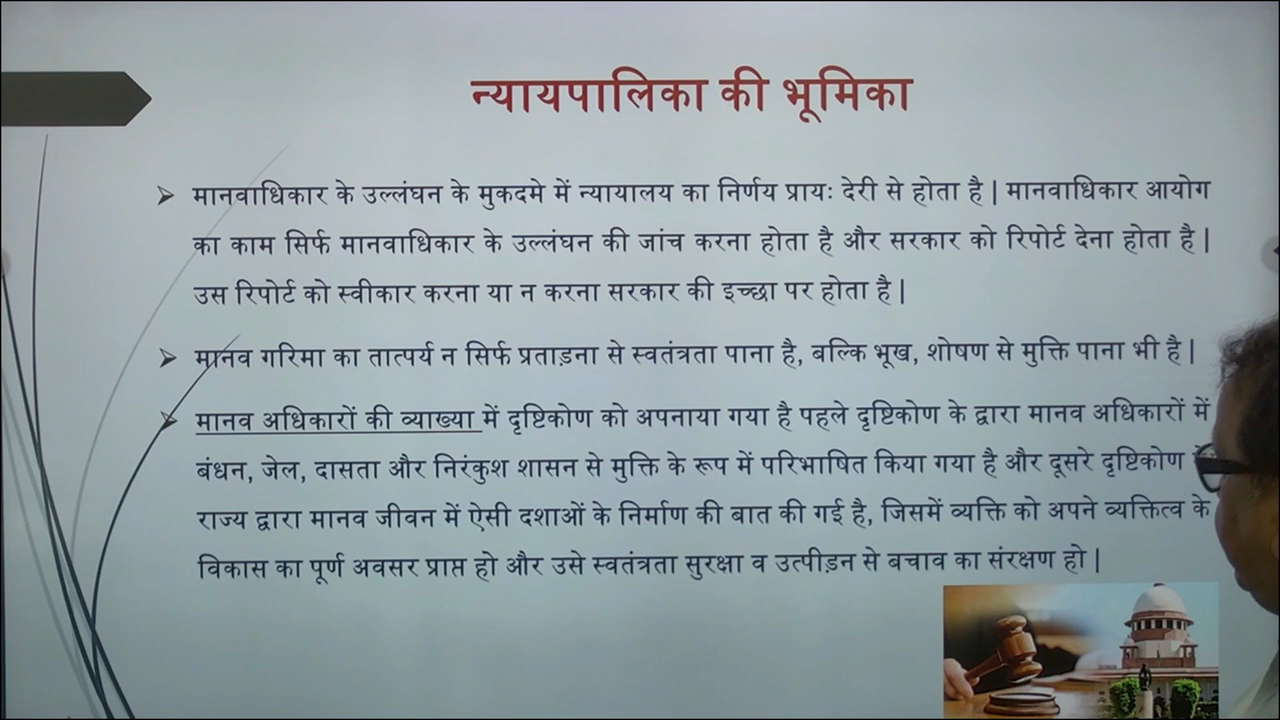 न्यायपालिका की भूमिका
मानवाधिकार के उल्लंघन के मुकदमे में न्यायालय का निर्णय प्रायः देरी से होता है | मानवाधिकार आयोग
का काम सिर्फ मानवाधिकार के उल्लंघन की जांच करना होता है और सरकार को रिपोर्ट देना होता है |
उस रिपोर्ट को स्वीकार करना या न करना सरकार की इच्छा पर होता है |
मानव गरिमा का तात्पर्य न सिर्फ प्रताड़ना से स्वतंत्रता पाना है, बल्कि भूख, शोषण से मुक्ति पाना भी है |
मानव अधिकारों की व्याख्या में दृष्टिकोण को अपनाया गया है पहले दृष्टिकोण के द्वारा मानव अधिकारों में
बंधन, जेल, दासता और निरंकुश शासन से मुक्ति के रूप में परिभाषित किया गया है और दूसरे दृष्टिकोण
राज्य द्वारा मानव जीवन में ऐसी दशाओं के निर्माण की बात की गई है, जिसमें व्यक्ति को अपने व्यक्तित्व के
विकास का पूर्ण अवसर प्राप्त हो और उसे स्वतंत्रता सुरक्षा व उत्पीड़न से बचाव का संरक्षण हो |